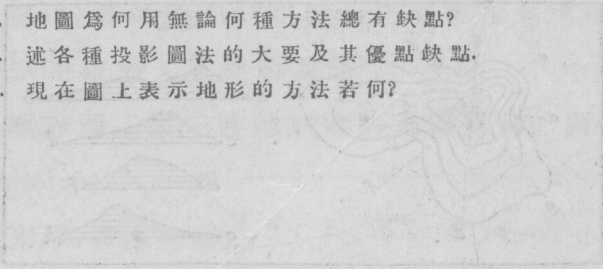 . 地圖爲何用無論何種方法總有缺點?
. 述各種投影圖法的大要及其優點缺點.
. 現在圖上表示地形的方法若何?